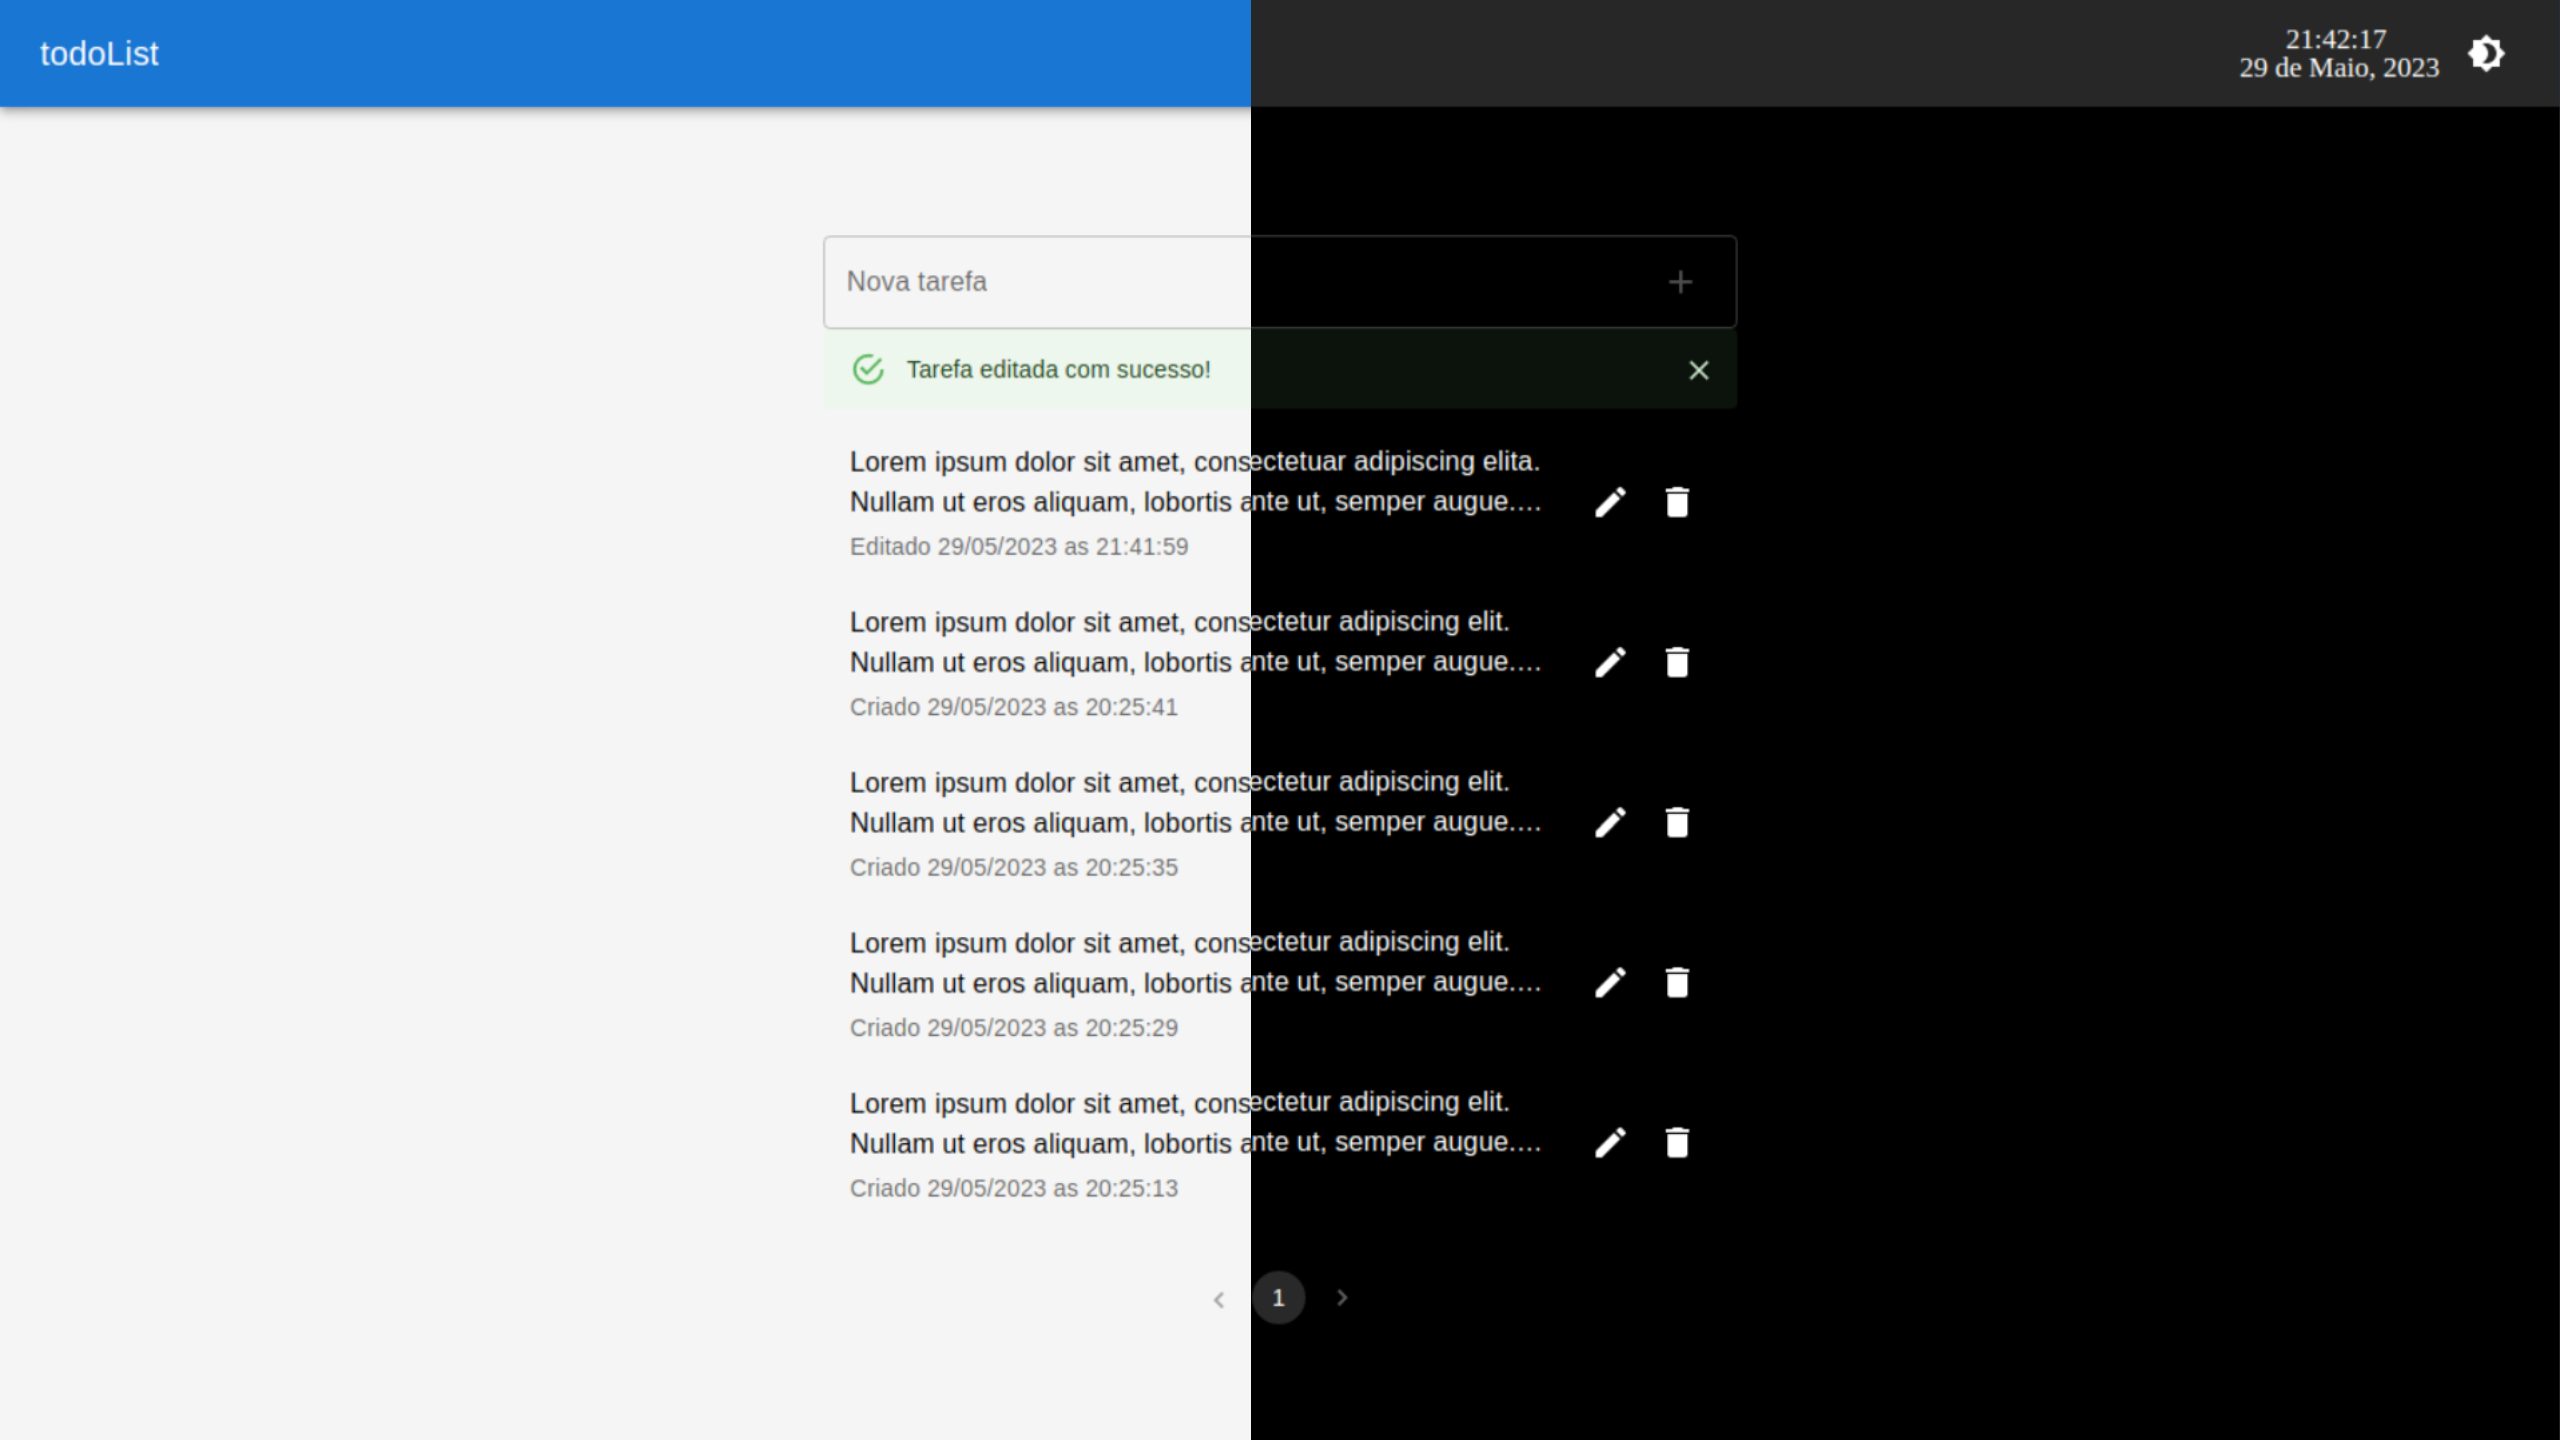 todoList
21:42:17
29 de Maio, 2023
Nova tarefa
Tarefa editada com sucesso!
Lorem ipsum dolor sit amet, consectetuar adipiscing elita.
Nullam ut eros aliquam, lobortis ante ut, semper augue....
Editado 29/05/2023 as 21:41:59
Lorem ipsum dolor sit amet, consectetur adipiscing elit.
Nullam ut eros aliquam, lobortis ante ut, semper augue....
Criado 29/05/2023 as 20:25:41
Lorem ipsum dolor sit amet, consectetur adipiscing elit.
Nullam ut eros aliquam, lobortis ante ut, semper augue....
Criado 29/05/2023 as 20:25:35
Lorem ipsum dolor sit amet, consectetur adipiscing elit.
Nullam ut eros aliquam, lobortis ante ut, semper augue....
Criado 29/05/2023 as 20:25:29
Lorem ipsum dolor sit amet, consectetur adipiscing elit.
Nullam ut eros aliquam, lobortis ante ut, semper augue....
Criado 29/05/2023 as 20:25:13
1